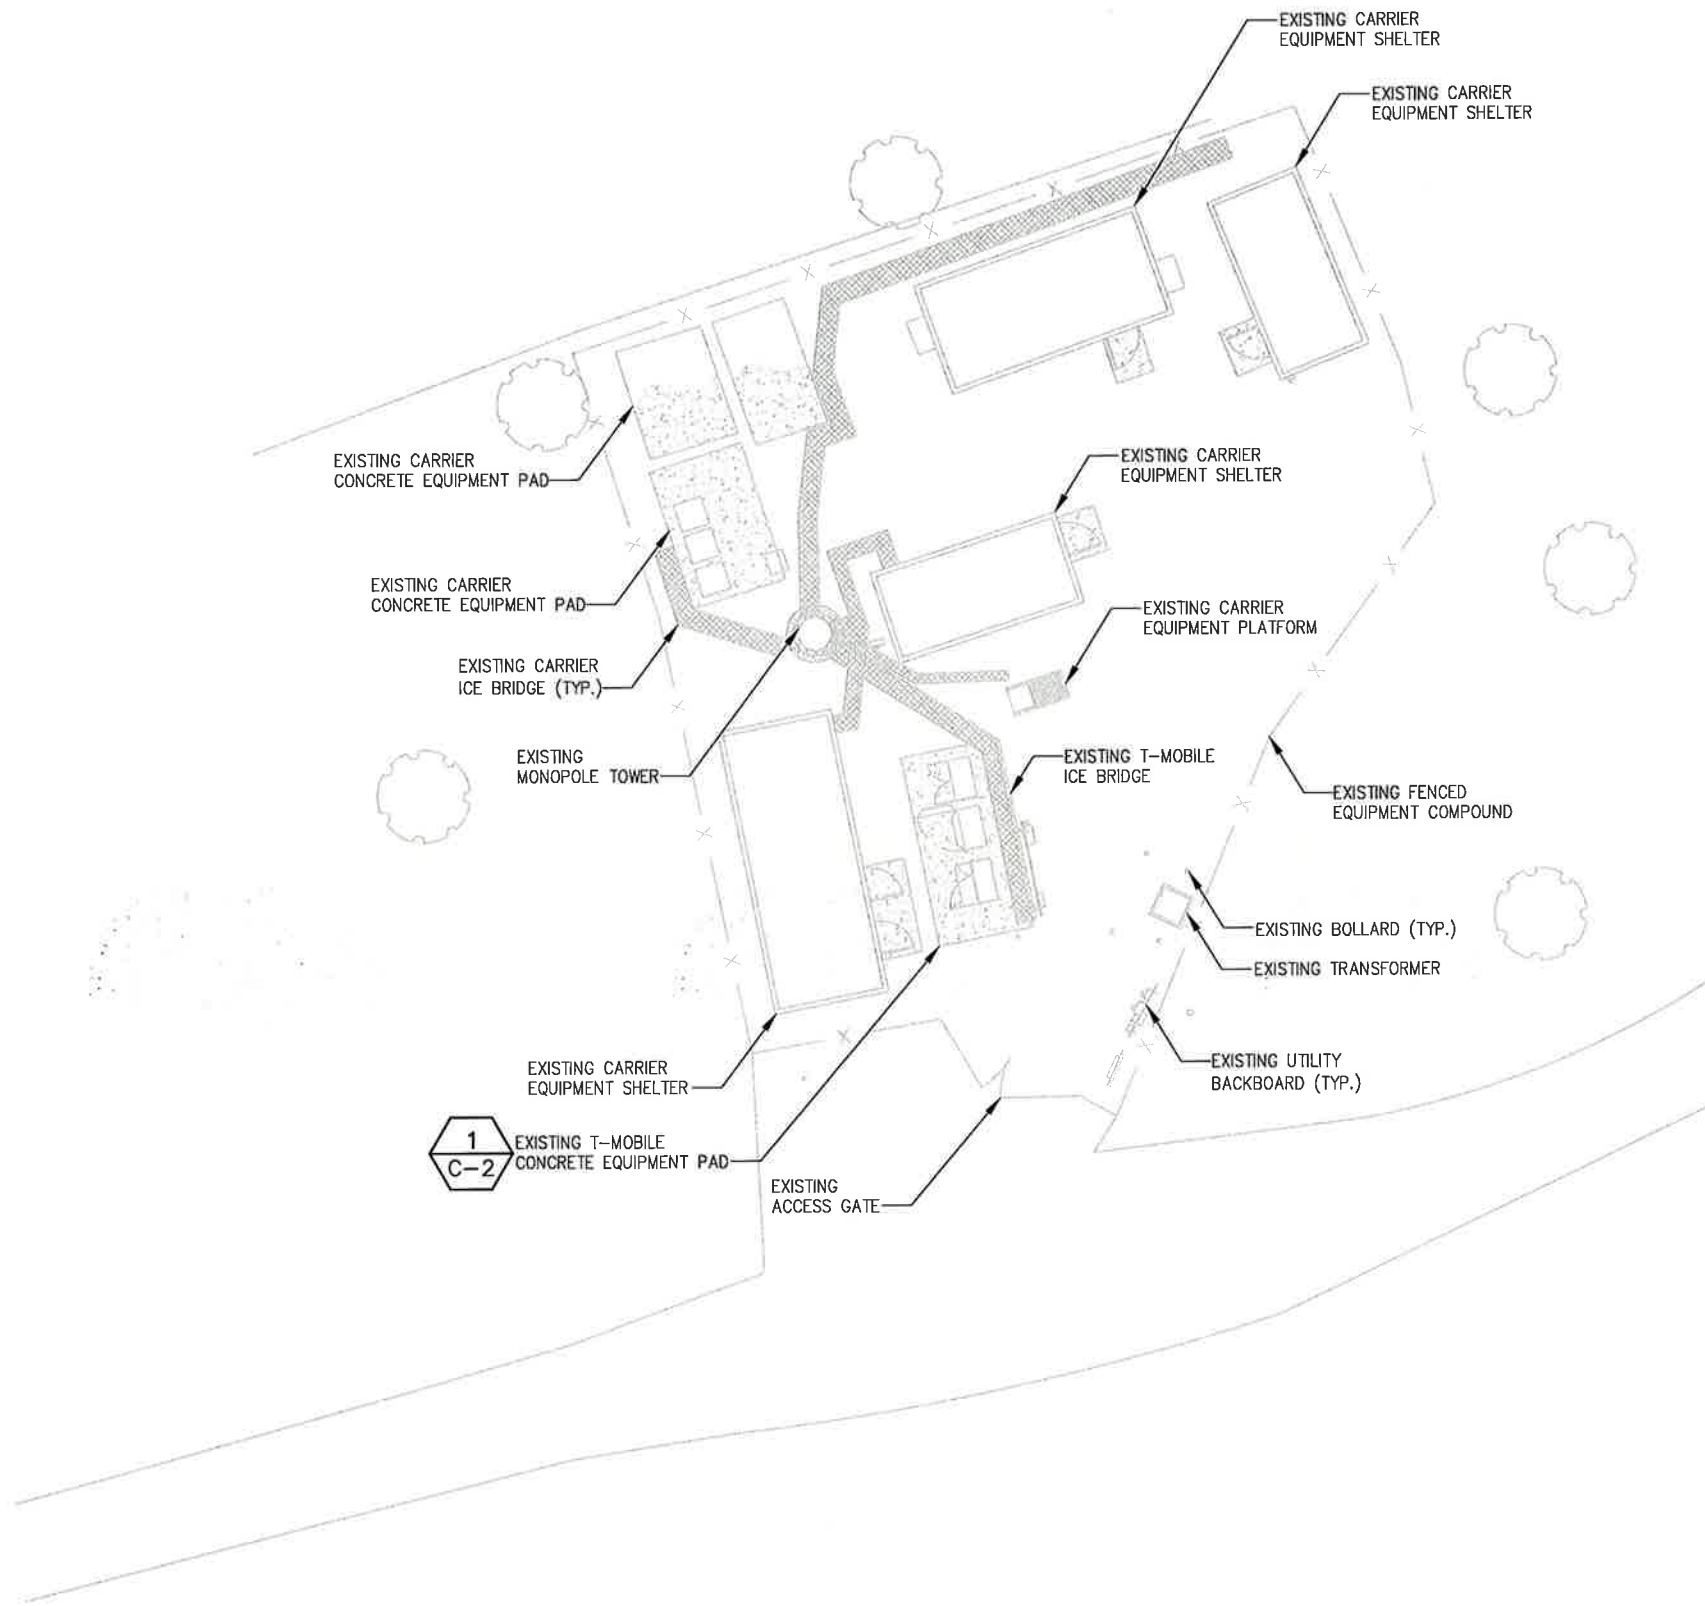 EXISTING CARRIER
EQUIPMENT SHELTER
EXISTING CARRIER
EQUIPMENT SHELTER
EXISTING CARRIER
CONCRETE EQUIPMENT PAD
EXISTING CARRIER
EQUIPMENT SHELTER
EXISTING CARRIER
CONCRETE EQUIPMENT PAD
EXISTING CARRIER
EQUIPMENT PLATFORM
EXISTING CARRIER
ICE BRIDGE (TYP.)
EXISTING
MONOPOLE TOWER
EXISTING T-MOBILE
ICE BRIDGE
EXISTING FENCED
EQUIPMENT COMPOUND
EXISTING BOLLARD (TYP.)
EXISTING TRANSFORMER
EXISTING UTILITY
BACKBOARD (TYP.)
EXISTING CARRIER
EQUIPMENT SHELTER
1
C-2
EXISTING T-MOBILE
CONCRETE EQUIPMENT PAD
EXISTING
ACCESS GATE